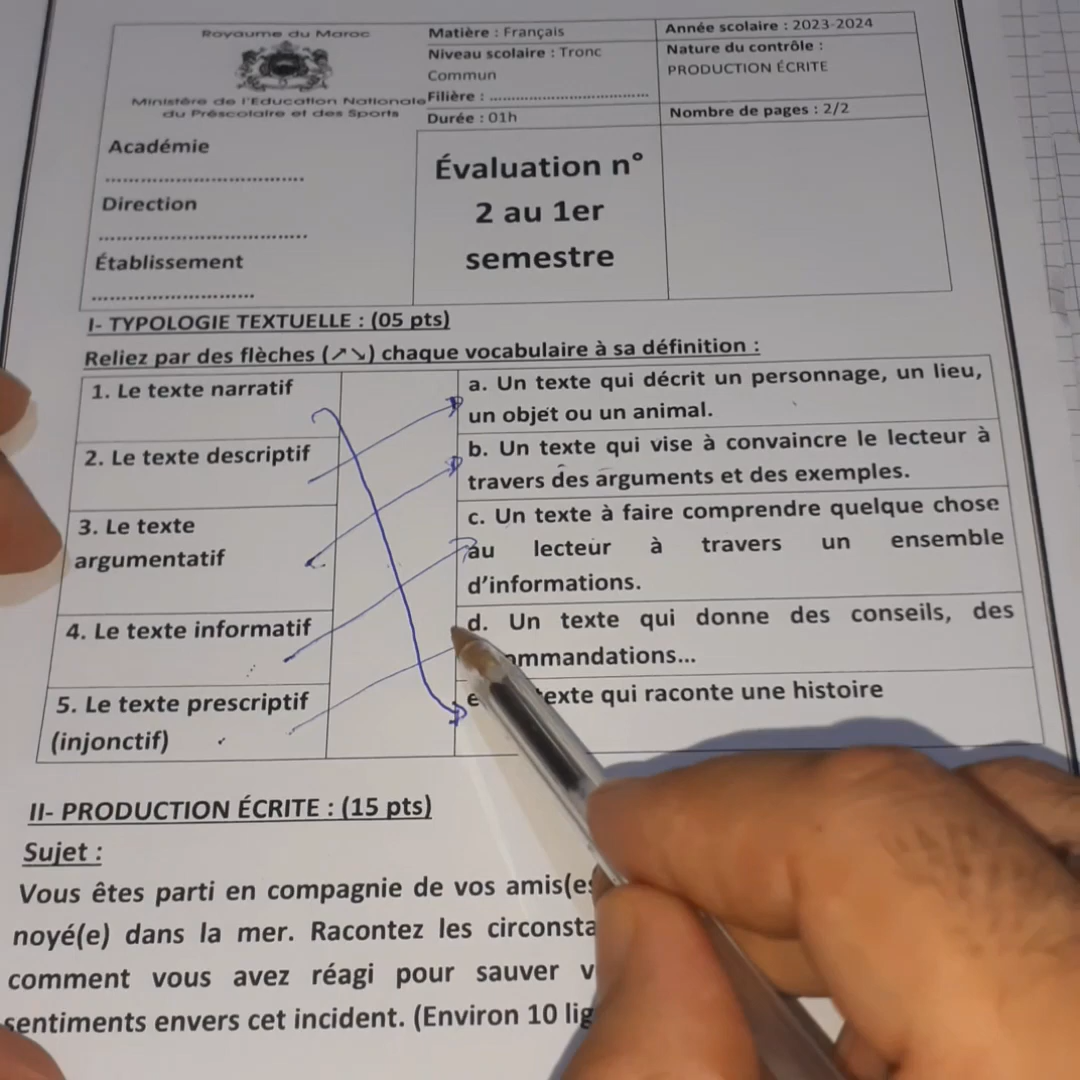 Royaume du Maroc
Ministère de l'Education Nationale
du Préscolaire et des Sports
Matière : Français
Niveau scolaire : Tronc
Commun
Filière : ...................................
Durée : 01h
Année scolaire : 2023-2024
Nature du contrôle :
PRODUCTION ÉCRITE
Nombre de pages : 2/2
Académie
...................................
Direction
...................................
Établissement
............................
Évaluation n°
2 au 1er
semestre
I- TYPOLOGIE TEXTUELLE : (05 pts)
Reliez par des flèches (↗↘) chaque vocabulaire à sa définition :
1. Le texte narratif
2. Le texte descriptif
3. Le texte
argumentatif
4. Le texte informatif
5. Le texte prescriptif
(injonctif)
a. Un texte qui décrit un personnage, un lieu,
un objet ou un animal.
b. Un texte qui vise à convaincre le lecteur à
travers des arguments et des exemples.
c. Un texte à faire comprendre quelque chose
au lecteur à travers un ensemble
d'informations.
d. Un texte qui donne des conseils, des
ommandations...
e texte qui raconte une histoire
II- PRODUCTION ÉCRITE : (15 pts)
Sujet :
Vous êtes parti en compagnie de vos amis(es
noyé(e) dans la mer. Racontez les circonsta
comment vous avez réagi pour sauver v
sentiments envers cet incident. (Environ 10 lig